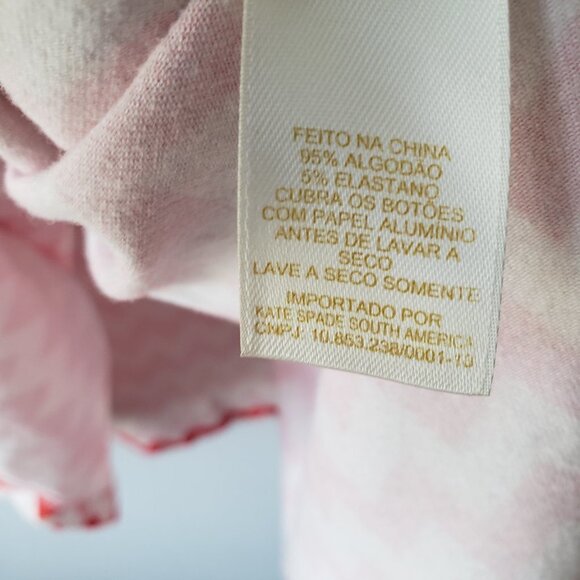 FEITO NA CHINA
95% ALGODÃO
5% ELASTANO
CUBRA OS BOTÕES
COM PAPEL ALUMÍNIO
ANTES DE LAVAR A
SECO
LAVE A SECO SOMENTE
IMPORTADO POR
KATE SPADE SOUTH AMERICA
CNPJ: 10.853.238/0001-10